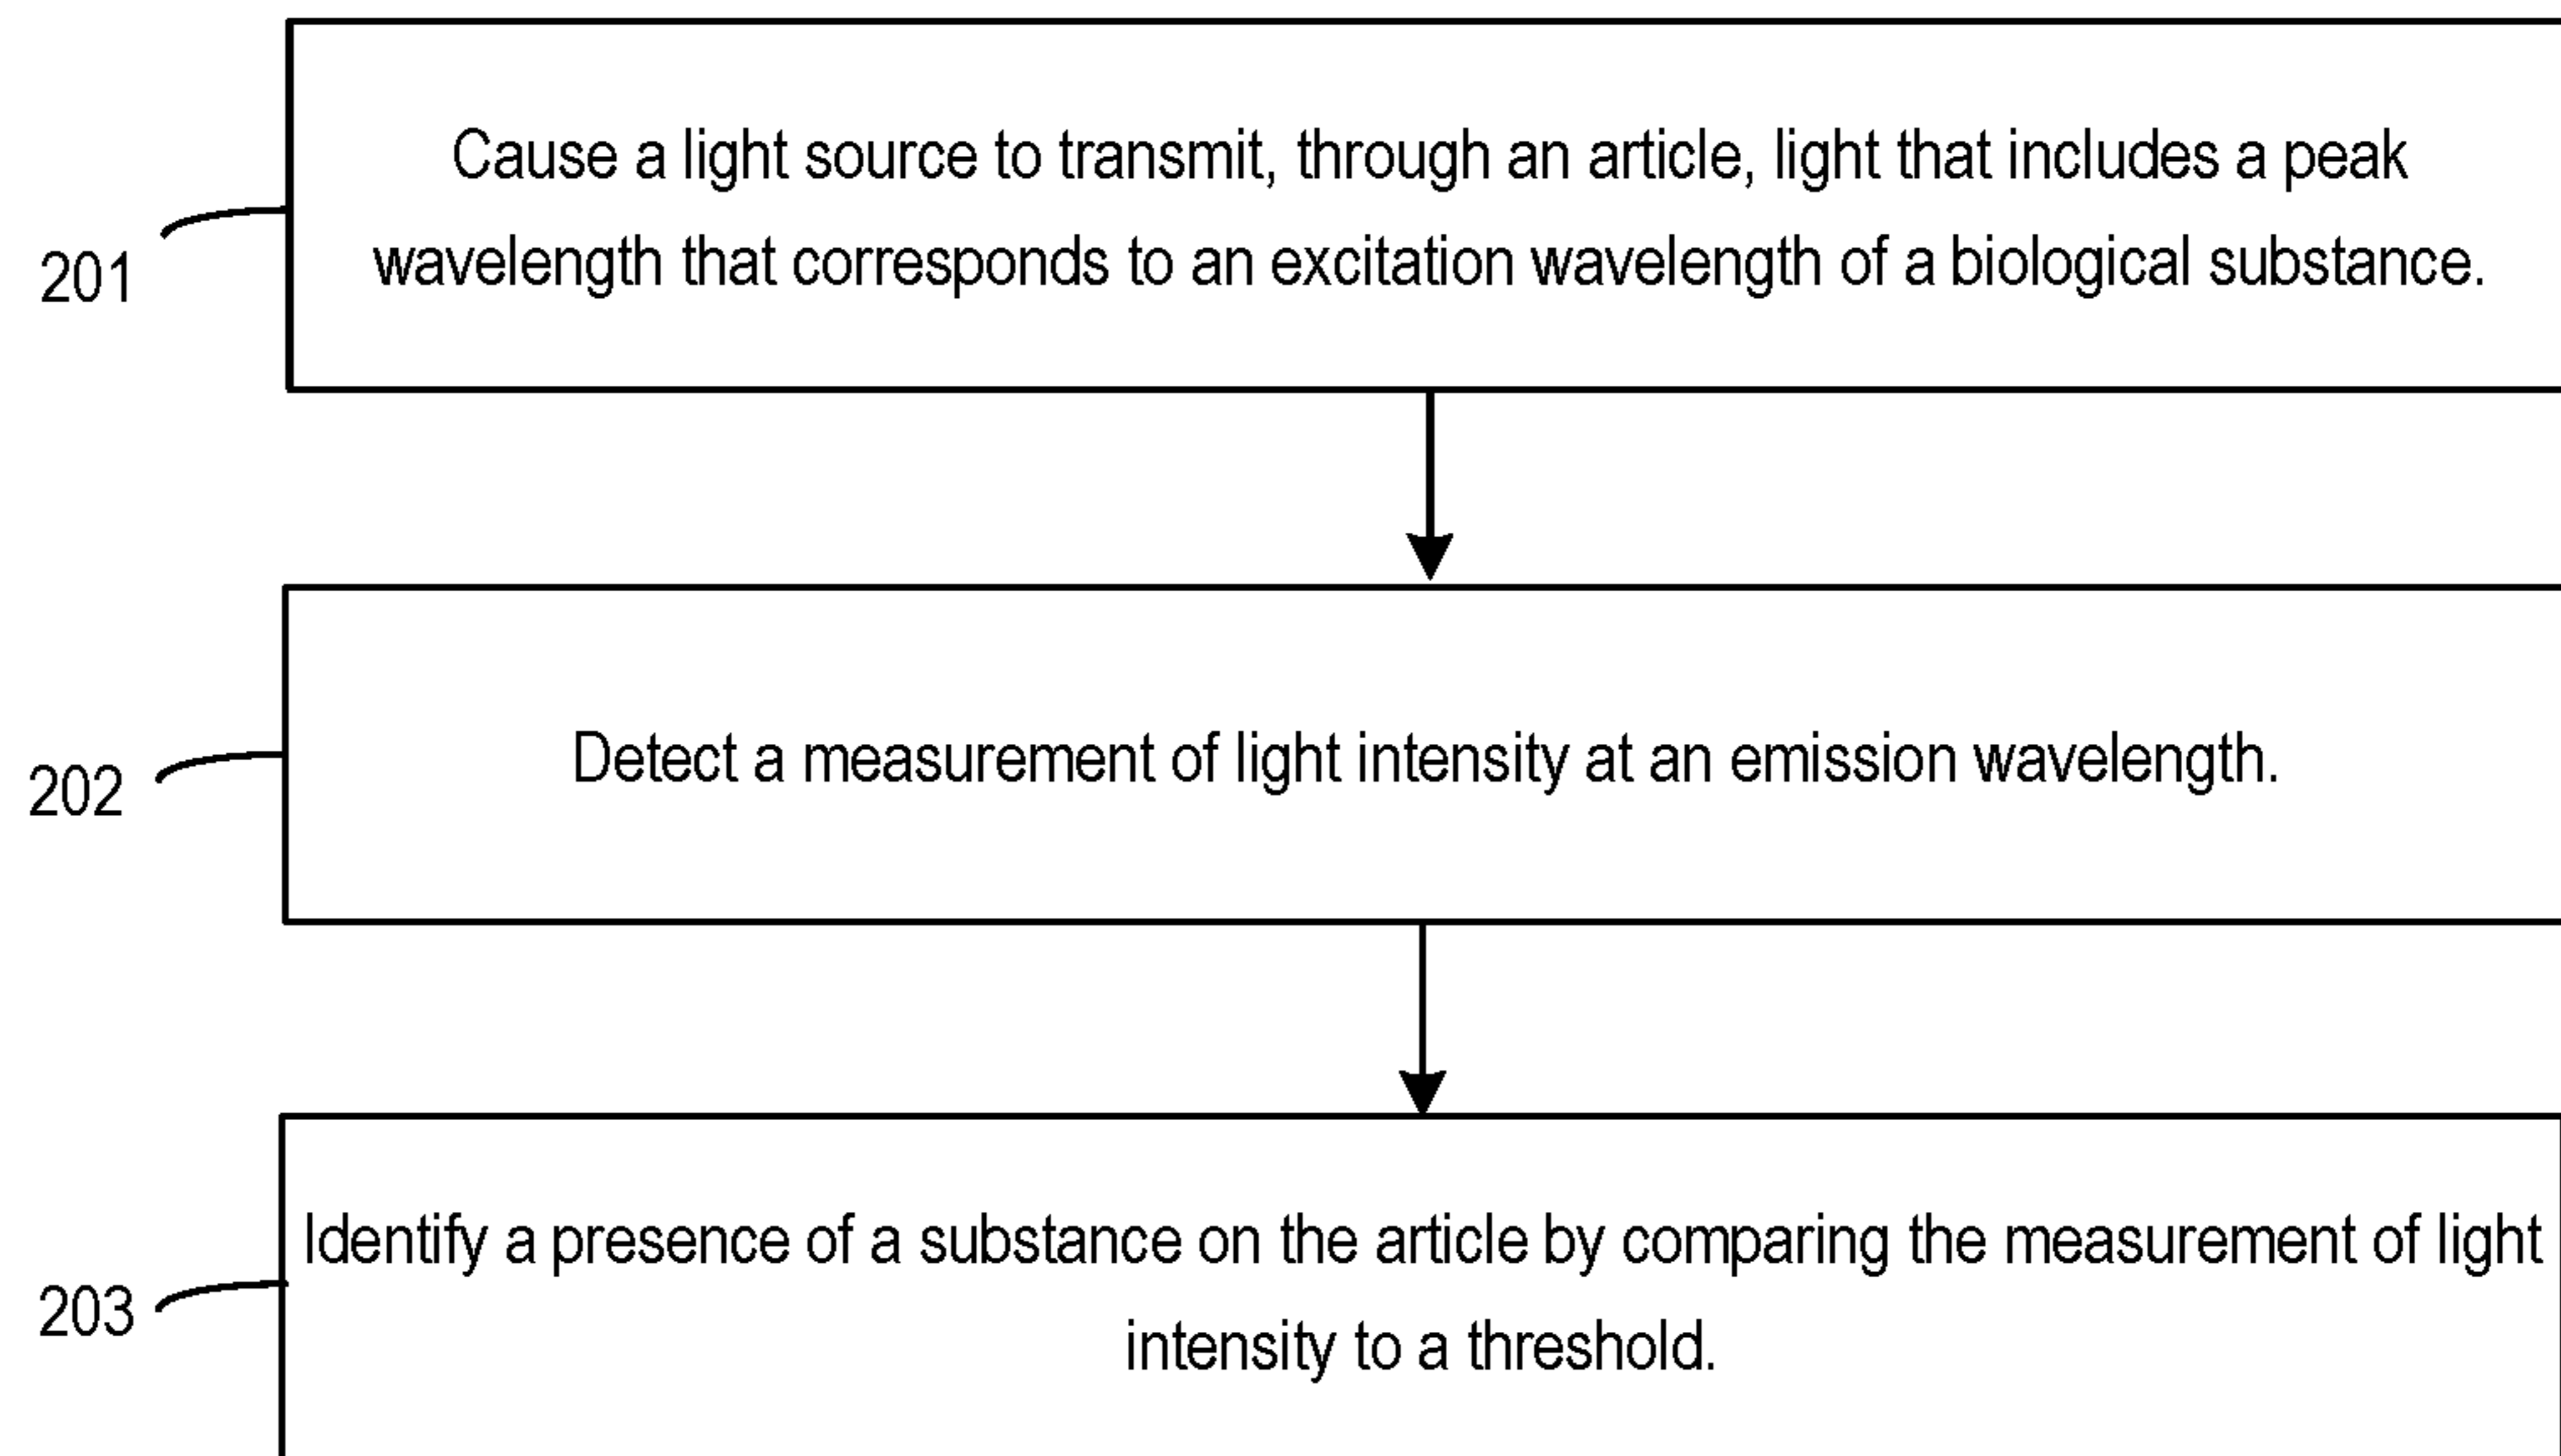 Cause a light source to transmit, through an article, light that includes a peak
wavelength that corresponds to an excitation wavelength of a biological substance.
201
Detect a measurement of light intensity at an emission wavelength.
202
Identify a presence of a substance on the article by comparing the measurement of light
intensity to a threshold.
203